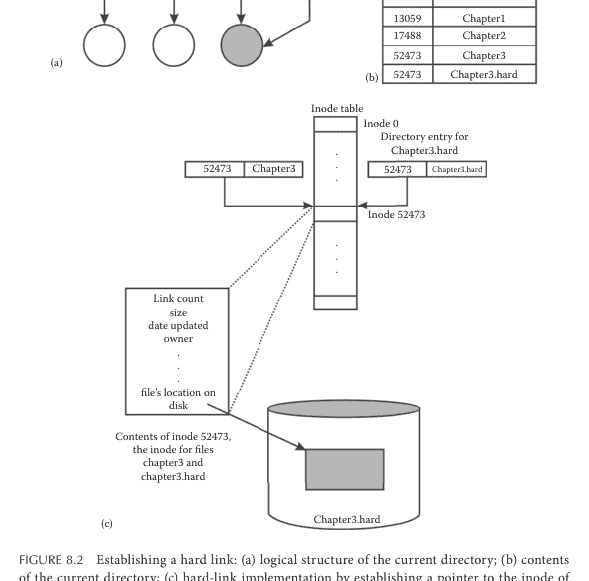 13059 Chapter1
17488 Chapter2
(a)
52473 Chapter3
(b)
52473 Chapter3.hard
Inode table
Inode 0
Directory entry for
Chapter3.hard
.
.
.
52473 Chapter3
52473 Chapter3.hard
Inode 52473
.
.
.
Link count
size
date updated
owner
.
.
.
file's location on
disk
Contents of inode 52473,
the inode for files
chapter3 and
chapter3.hard
Chapter3.hard
(c)
FIGURE 8.2 Establishing a hard link: (a) logical structure of the current directory; (b) contents
of the current directory; (c) hard-link implementation by establishing a pointer to the inode of